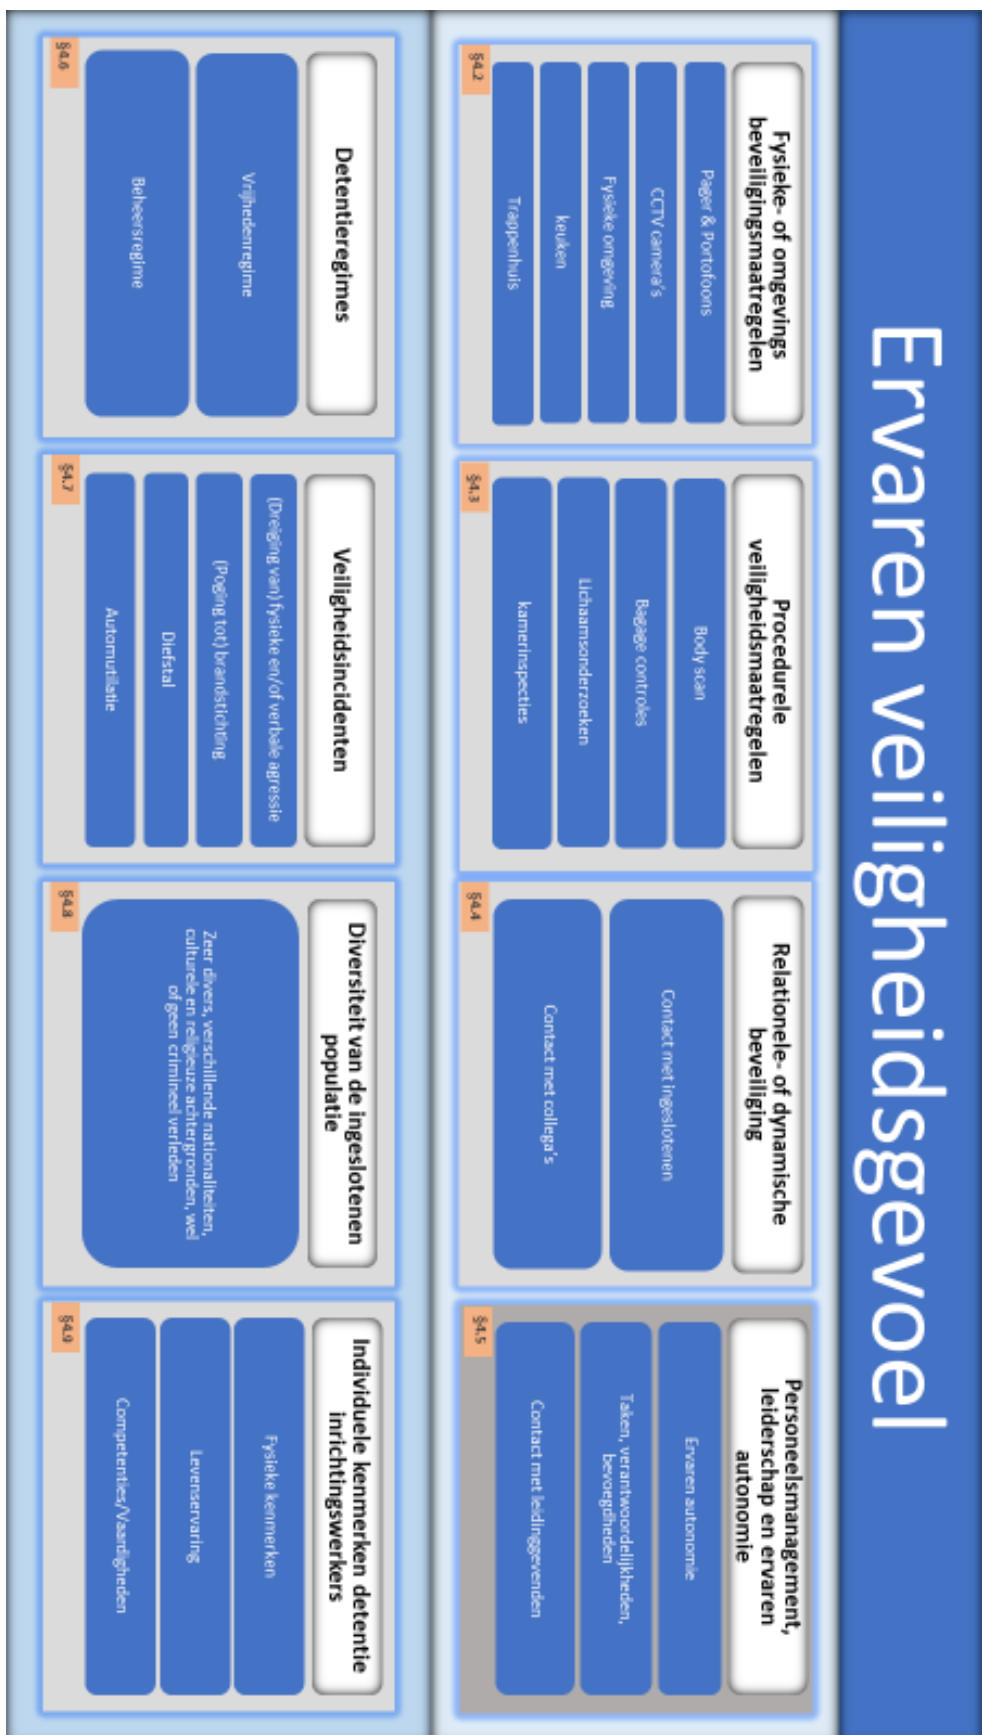 Ervaren veiligheidsgevoel
Fysieke- of omgevings
beveiligingsmaatregelen
Pager & Portofoons
CCTV camera's
Fysieke omgeving
keuken
Trappenhuis
§4.2
Procedurele
veiligheidsmaatregelen
Body scan
Bagage controles
Lichaamsonderzoeken
kamerinspecties
§4.3
Relationele- of dynamische
beveiliging
Contact met ingeslotenen
Contact met collega's
§4.4
Personeelsmanagement,
leiderschap en ervaren
autonomie
Ervaren autonomie
Taken, verantwoordelijkheden,
bevoegdheden
Contact met leidinggevenden
§4.5
Detentieregimes
Vrijhedenregime
Beheersregime
§4.6
Veiligheidsincidenten
(Dreiging van) fysieke en/of verbale agressie
(Poging tot) brandstichting
Diefstal
Automutilatie
§4.7
Diversiteit van de ingeslotenen
populatie
Zeer divers, verschillende nationaliteiten,
culturele en religieuze achtergronden, wel
of geen crimineel verleden
§4.8
Individuele kenmerken detentie
inrichtingswerkers
Fysieke kenmerken
Levenservaring
Competenties/Vaardigheden
§4.9